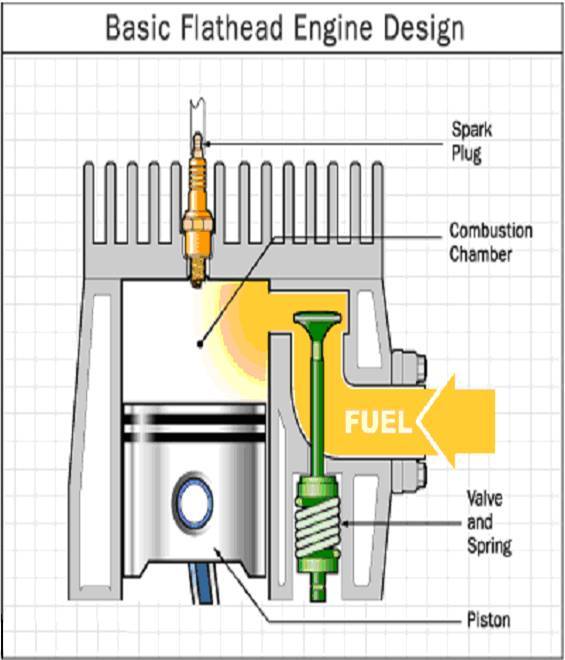 Basic Flathead Engine Design
Spark
Plug
Combustion
Chamber
FUEL
Valve
and
Spring
Piston